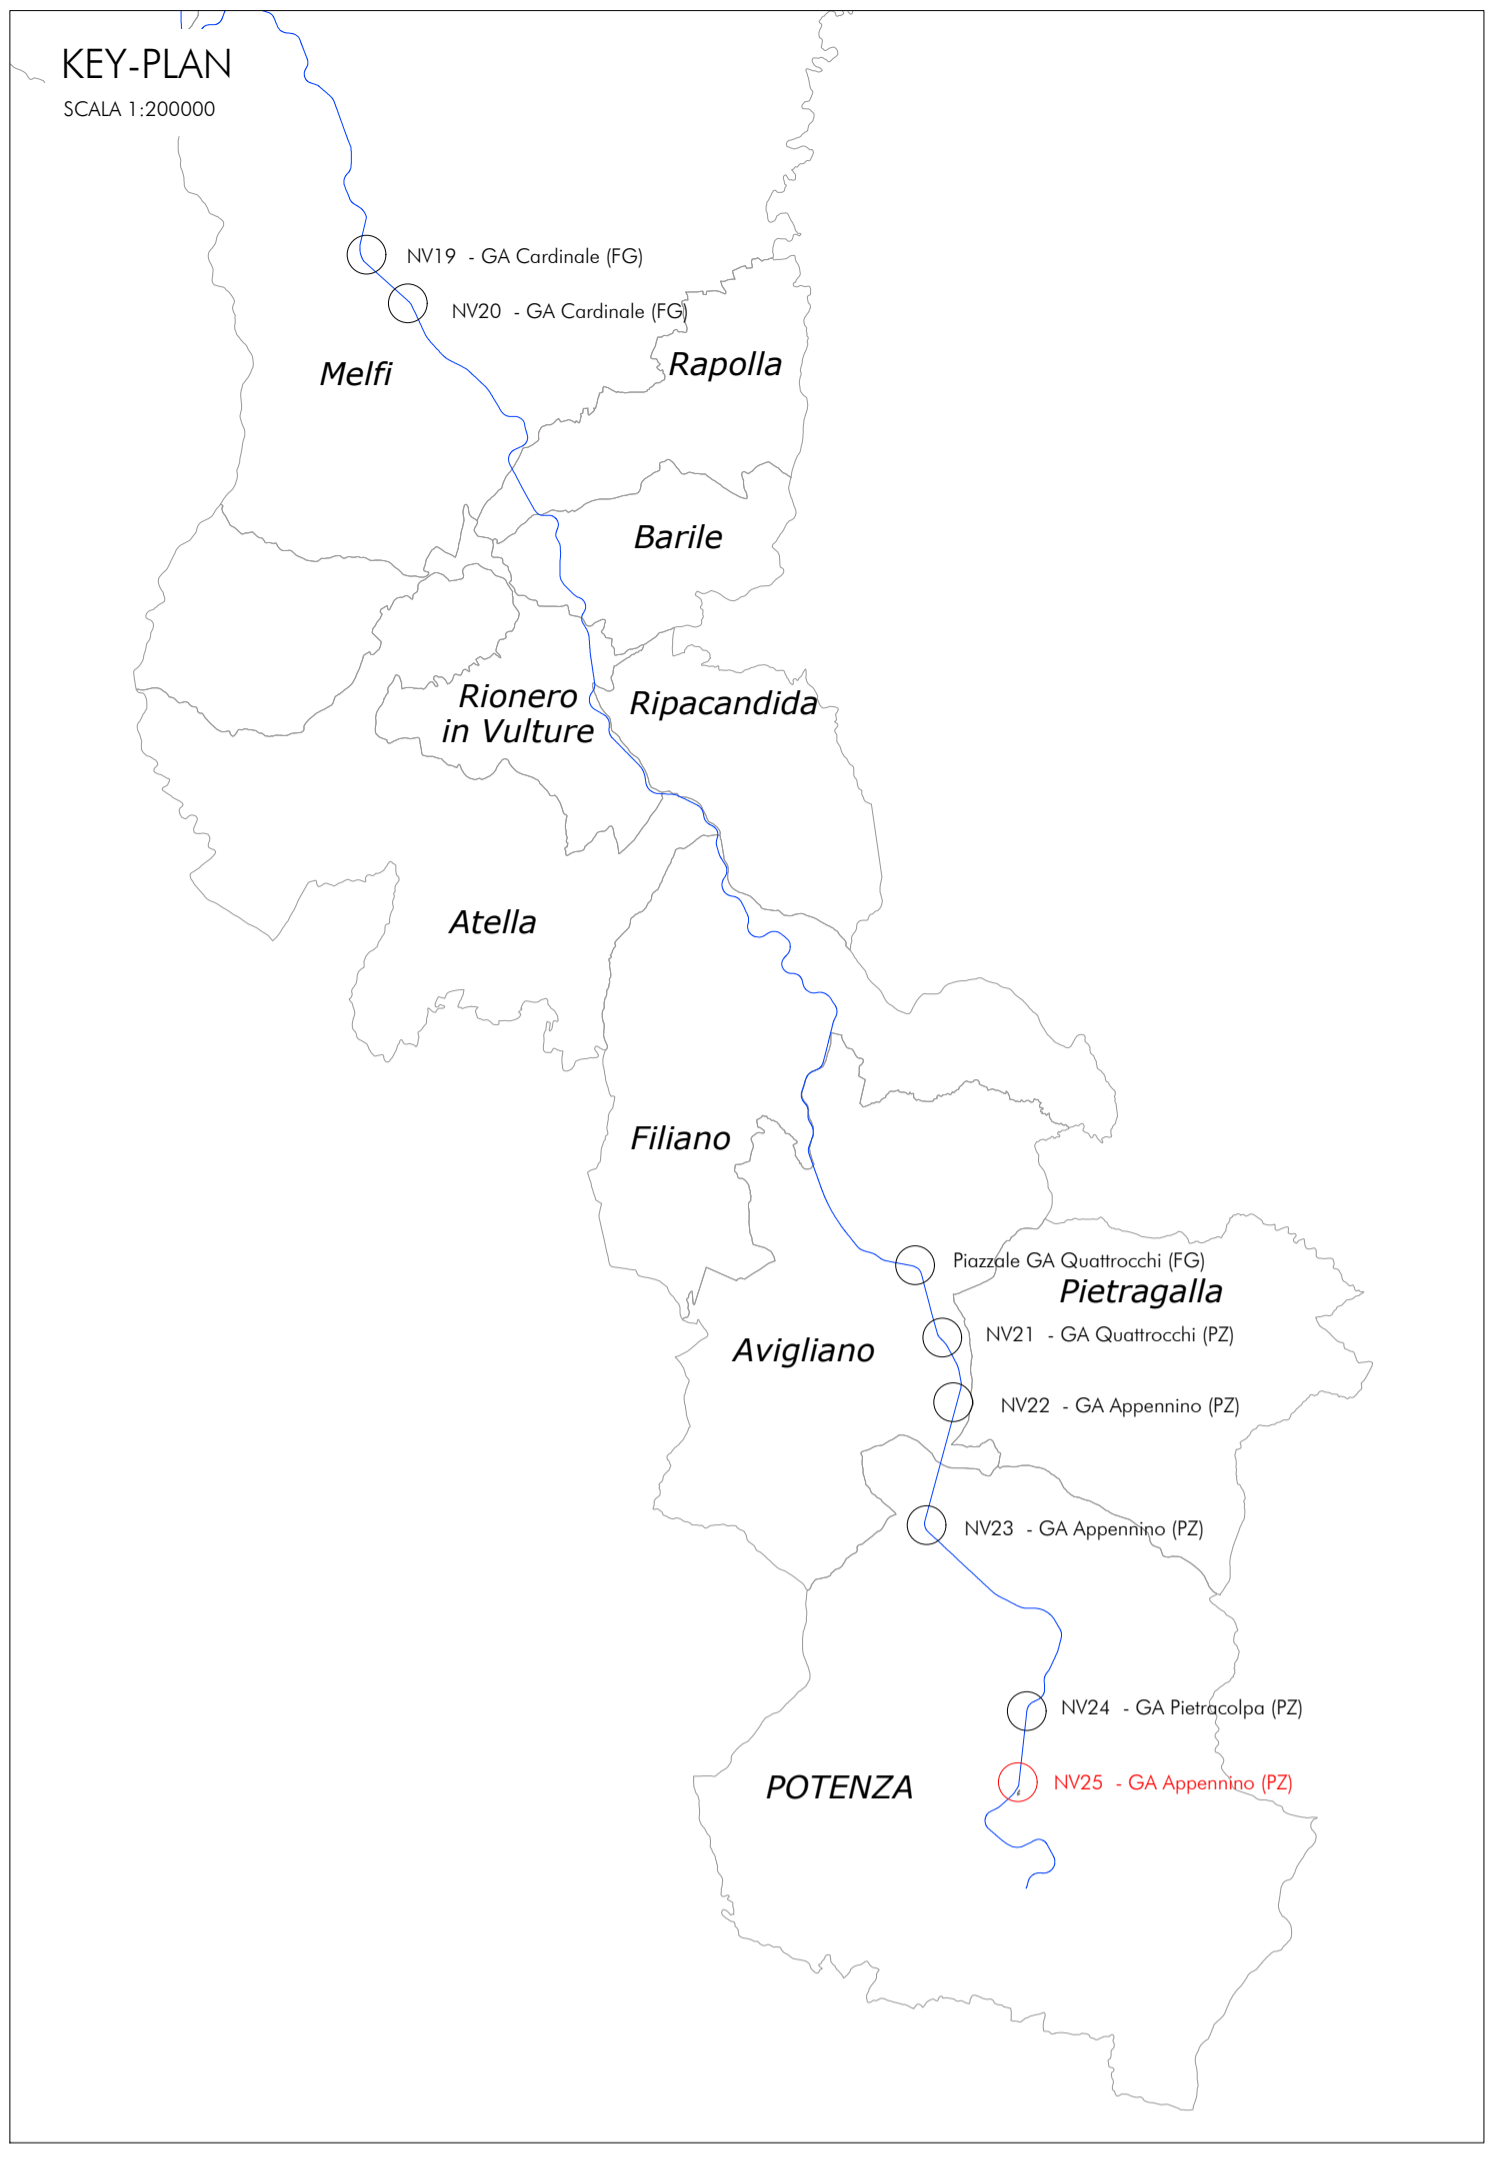 KEY-PLAN
SCALA 1:200000
NV19 - GA Cardinale (FG)
NV20 - GA Cardinale (FG)
Rapolla
Melfi
Barile
Rionero
in Vulture
Ripacandida
Atella
Filiano
Piazzale GA Quattrocchi (FG)
Pietragalla
NV21 - GA Quattrocchi (PZ)
Avigliano
NV22 - GA Appennino (PZ)
NV23 - GA Appennino (PZ)
NV24 - GA Pietracolpa (PZ)
NV25 - GA Appennino (PZ)
POTENZA